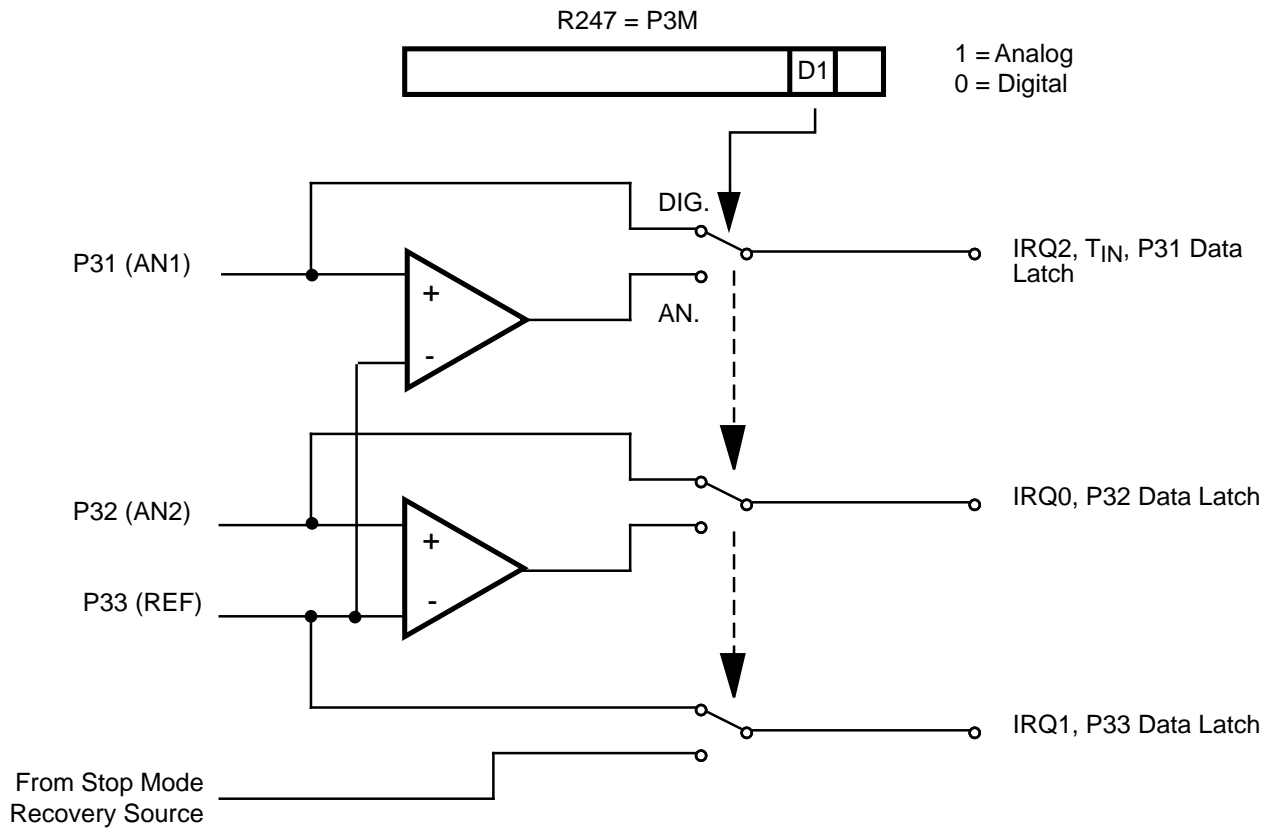 R247 = P3M
D1
1 = Analog
0 = Digital
DIG.
P31 (AN1)
+
-
AN.
IRQ2, T_IN, P31 Data
Latch
P32 (AN2)
+
-
IRQ0, P32 Data Latch
P33 (REF)
IRQ1, P33 Data Latch
From Stop Mode
Recovery Source